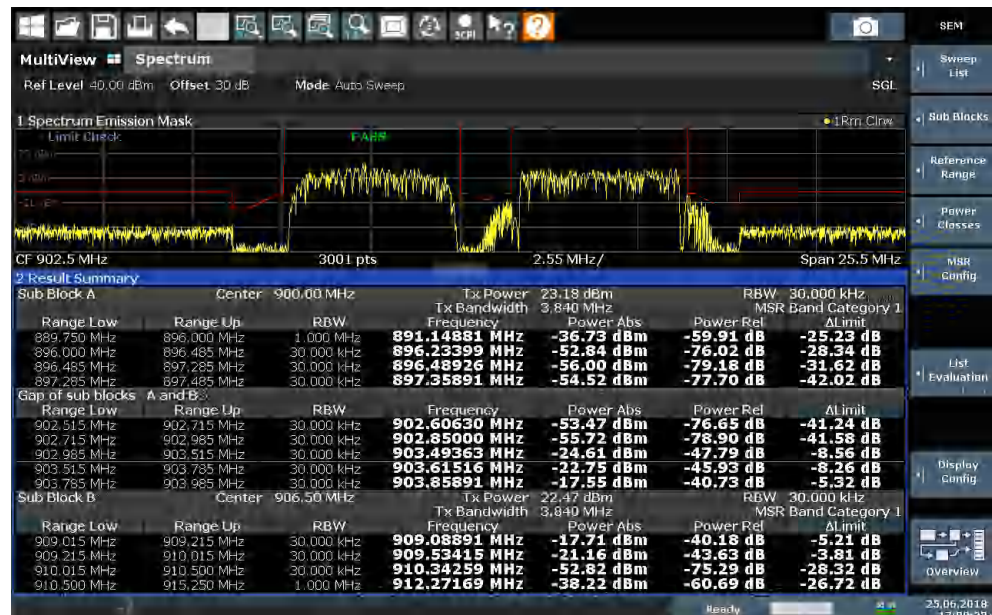 SCPI
SEM
MultiView Spectrum
Ref Level 40.00 dBm Offset 30 dB Mode Auto Sweep SGL
Sweep List
1 Spectrum Emission Mask 1Rm Clrw
Limit Check PASS
Sub Blocks
Reference Range
Power Classes
CF 902.5 MHz 3001 pts 2.55 MHz/ Span 25.5 MHz
MSR Config
2 Result Summary
Sub Block A Center 900.00 MHz Tx Power 23.18 dBm RBW 30.000 kHz
Tx Bandwidth 3.840 MHz MSR Band Category 1
Range Low Range Up RBW Frequency Power Abs Power Rel ΔLimit
889.750 MHz 896.000 MHz 1.000 MHz 891.14881 MHz -36.73 dBm -59.91 dB -25.23 dB
896.000 MHz 896.485 MHz 30.000 kHz 896.23399 MHz -52.84 dBm -76.02 dB -28.34 dB
896.485 MHz 897.285 MHz 30.000 kHz 896.48926 MHz -56.00 dBm -79.18 dB -31.62 dB
897.285 MHz 897.485 MHz 30.000 kHz 897.35891 MHz -54.52 dBm -77.70 dB -42.02 dB
List Evaluation
Gap of sub blocks A and B
Range Low Range Up RBW Frequency Power Abs Power Rel ΔLimit
902.515 MHz 902.715 MHz 30.000 kHz 902.60630 MHz -53.47 dBm -76.65 dB -41.24 dB
902.715 MHz 902.985 MHz 30.000 kHz 902.85000 MHz -55.72 dBm -78.90 dB -41.58 dB
902.985 MHz 903.515 MHz 30.000 kHz 903.49363 MHz -24.61 dBm -47.79 dB -8.56 dB
903.515 MHz 903.785 MHz 30.000 kHz 903.61516 MHz -22.75 dBm -45.93 dB -8.26 dB
903.785 MHz 903.985 MHz 30.000 kHz 903.85891 MHz -17.55 dBm -40.73 dB -5.32 dB
Display Config
Sub Block B Center 906.50 MHz Tx Power 22.47 dBm RBW 30.000 kHz
Tx Bandwidth 3.840 MHz MSR Band Category 1
Range Low Range Up RBW Frequency Power Abs Power Rel ΔLimit
909.015 MHz 909.215 MHz 30.000 kHz 909.08891 MHz -17.71 dBm -40.18 dB -5.21 dB
909.215 MHz 910.015 MHz 30.000 kHz 909.53415 MHz -21.16 dBm -43.63 dB -3.81 dB
910.015 MHz 910.500 MHz 30.000 kHz 910.34259 MHz -52.82 dBm -75.29 dB -28.32 dB
910.500 MHz 915.250 MHz 1.000 MHz 912.27169 MHz -38.22 dBm -60.69 dB -26.72 dB
Overview
Ready
25.06.2018